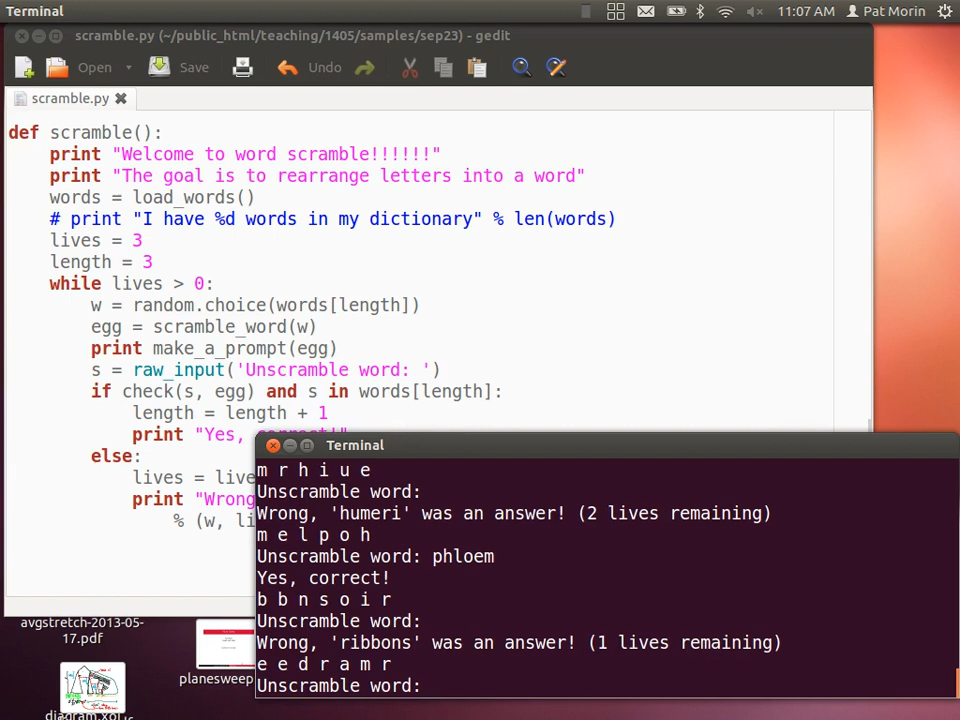 Terminal
11:07 AM Pat Morin
scramble.py (~/public_html/teaching/1405/samples/sep23) - gedit
Open Save Undo
scramble.py
def scramble():
print "Welcome to word scramble!!!!!!"
print "The goal is to rearrange letters into a word"
words = load_words()
# print "I have %d words in my dictionary" % len(words)
lives = 3
length = 3
while lives > 0:
w = random.choice(words[length])
egg = scramble_word(w)
print make_a_prompt(egg)
s = raw_input('Unscramble word: ')
if check(s, egg) and s in words[length]:
length = length + 1
print "Yes,
else:
lives = live
print "Wrong
% (w, li
Terminal
m r h i u e
Unscramble word:
Wrong, 'humeri' was an answer! (2 lives remaining)
m e l p o h
Unscramble word: phloem
Yes, correct!
b b n s o i r
Unscramble word:
Wrong, 'ribbons' was an answer! (1 lives remaining)
e e d r a m r
Unscramble word:
avgstretch-2013-05-
17.pdf
planesweep
diagram.xoj